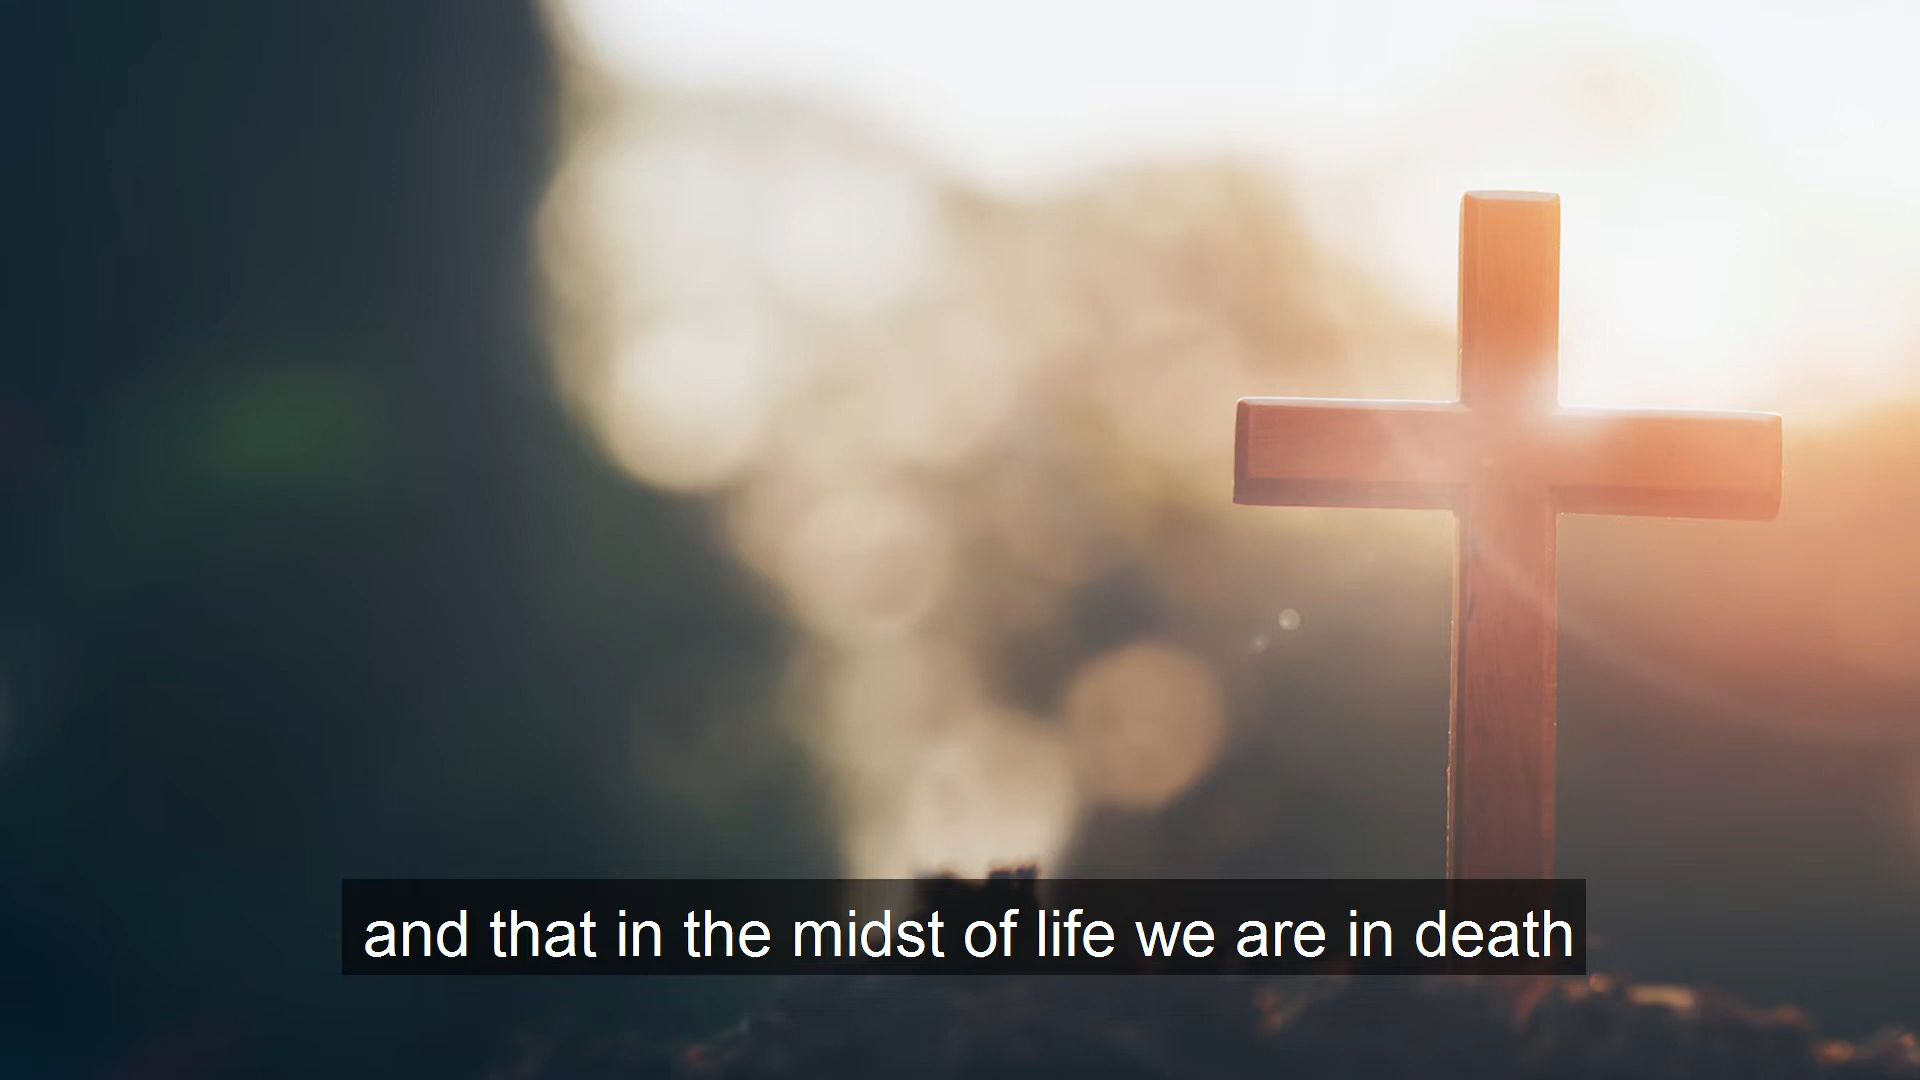 and that in the midst of life we are in death